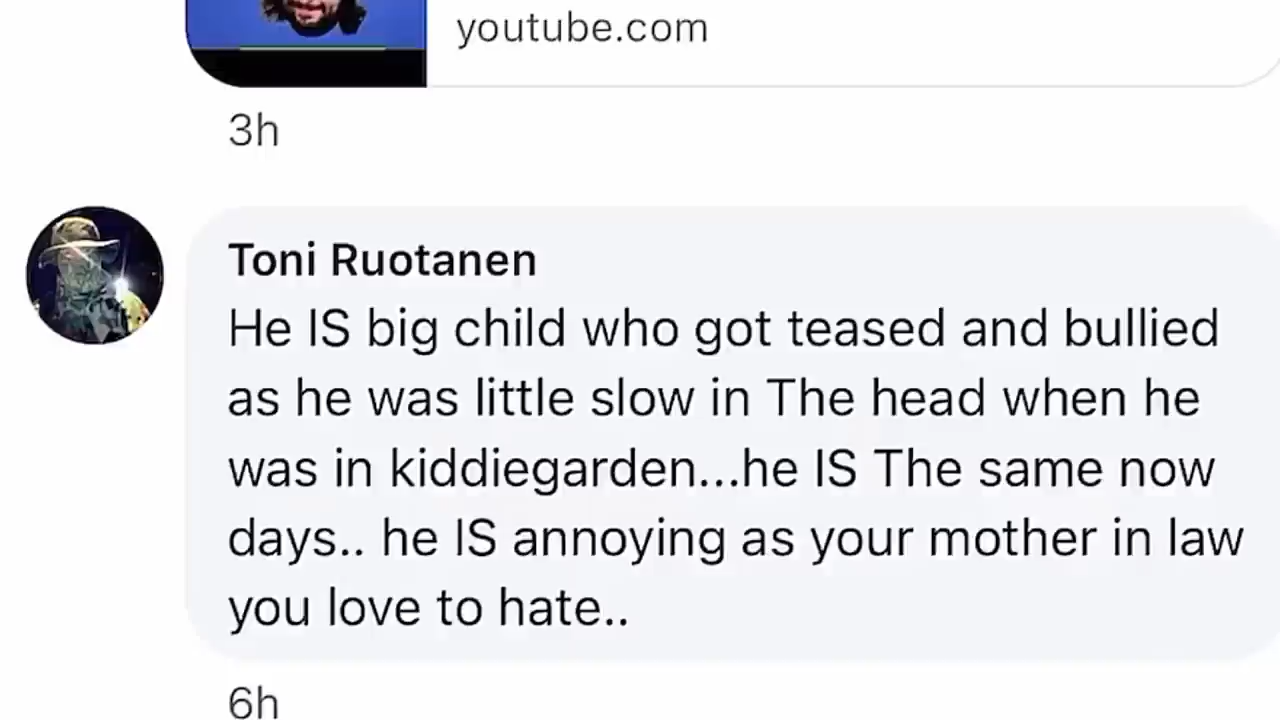 youtube.com
3h
Toni Ruotanen
He IS big child who got teased and bullied
as he was little slow in The head when he
was in kiddiegarden...he IS The same now
days.. he IS annoying as your mother in law
you love to hate..
6h